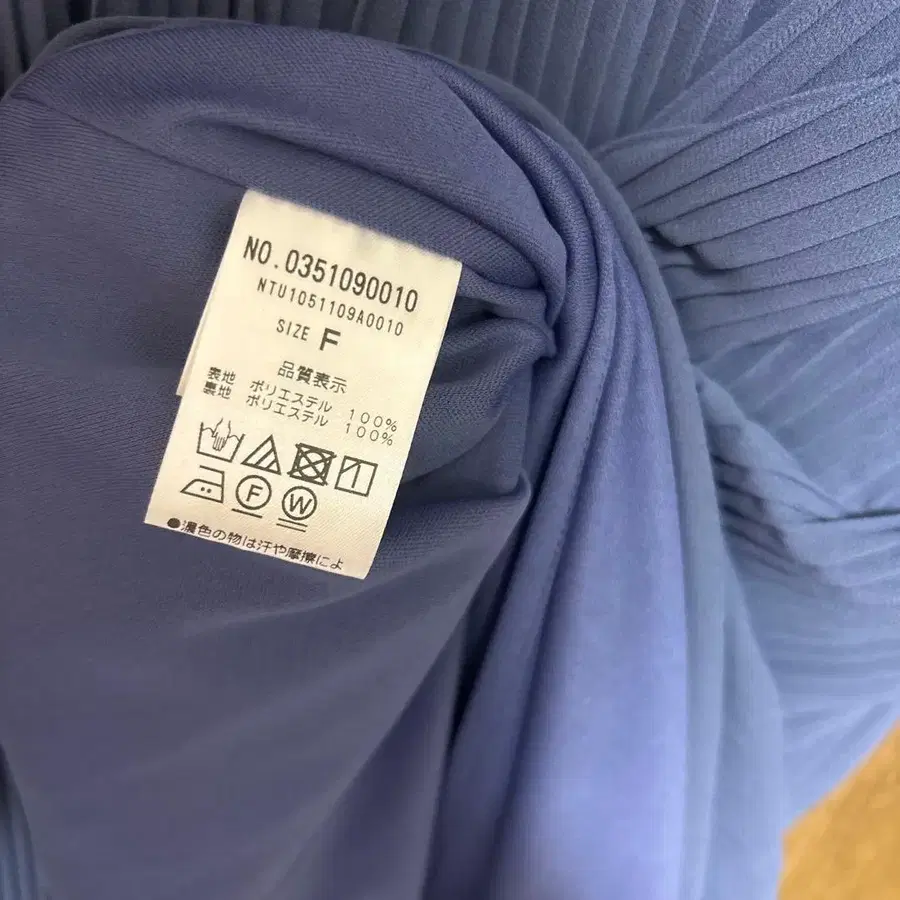 NO.0351090010
NTU1051109A0010
SIZE F
品質表示
表地 ポリエステル 100%
裏地 ポリエステル 100%
F W
●濃色の物は汗や摩擦によ